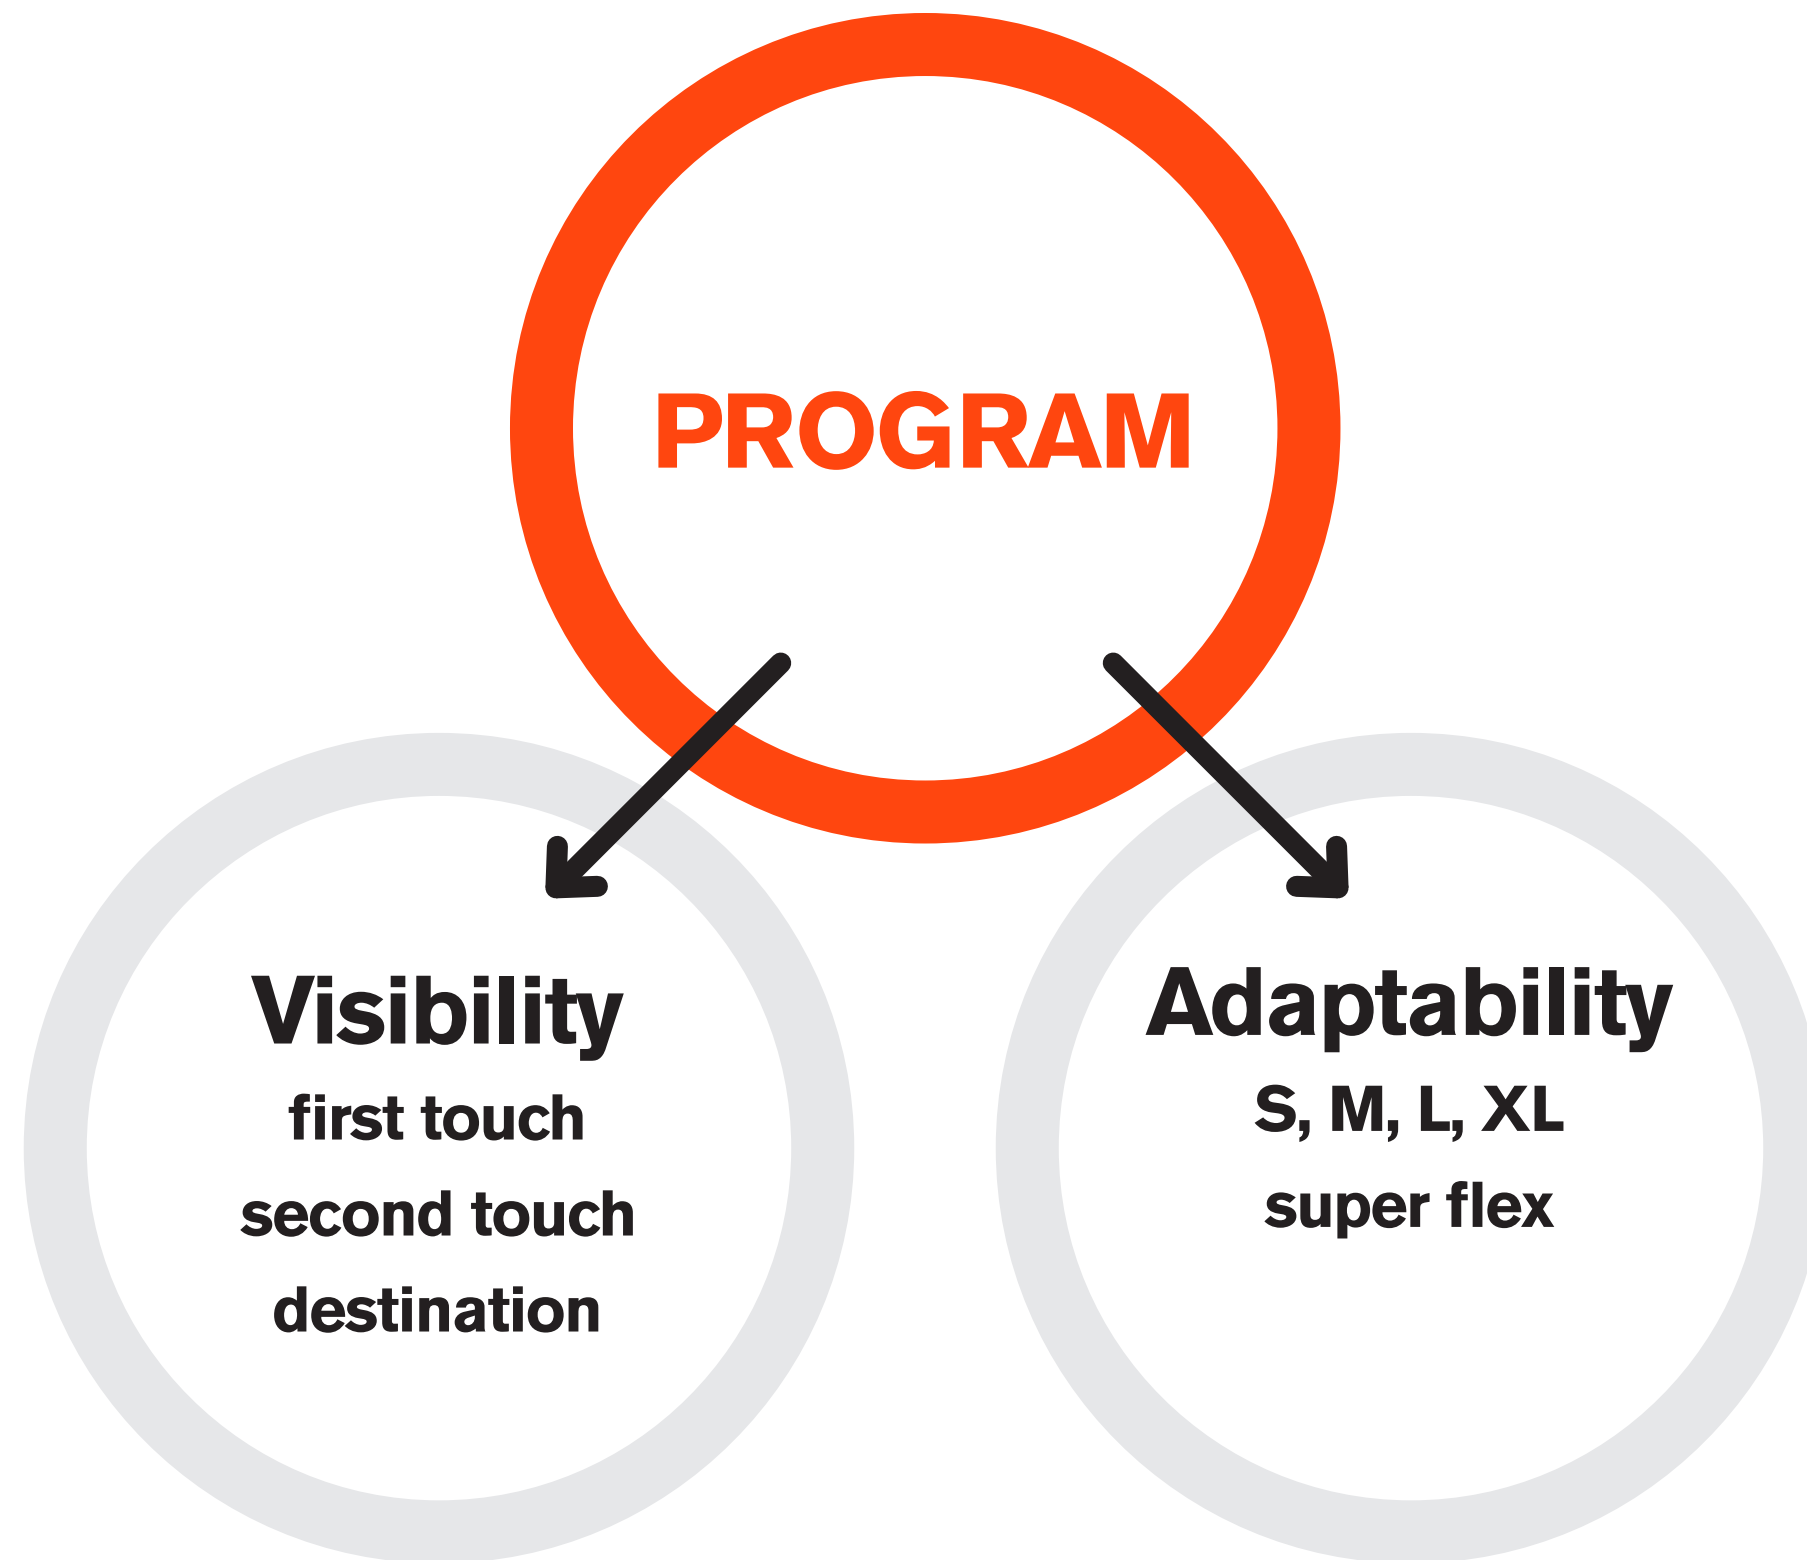 PROGRAM
Visibility
first touch
second touch
destination
Adaptability
S, M, L, XL
super flex